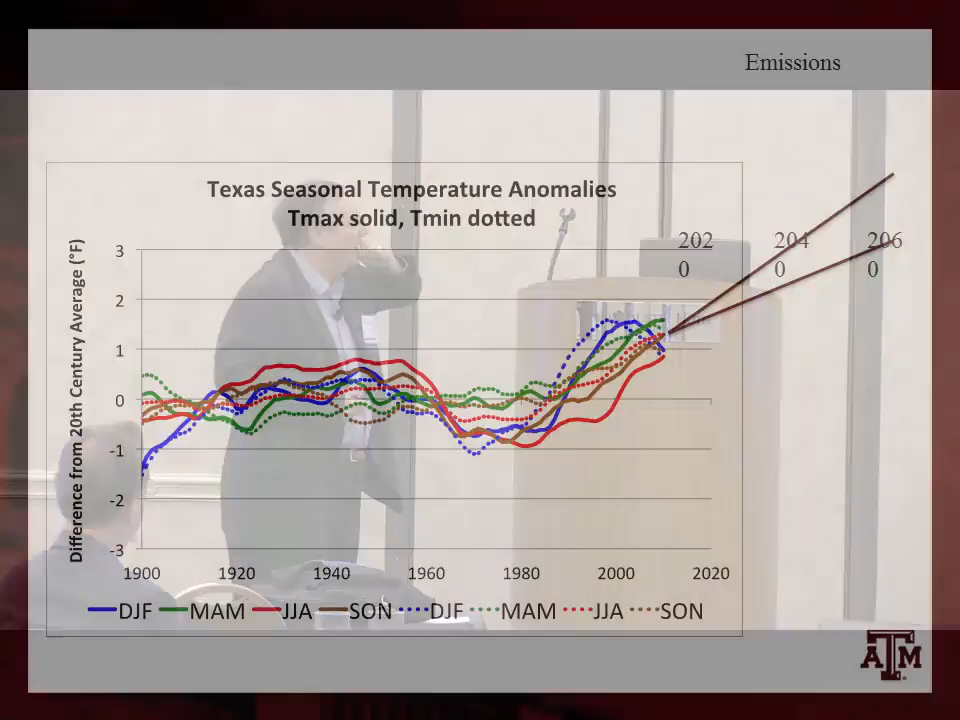 Emissions
Texas Seasonal Temperature Anomalies
Tmax solid, Tmin dotted
Difference from 20th Century Average (°F)
3
2
1
0
-1
-2
-3
1900 1920 1940 1960 1980 2000 2020
202
0
204
0
206
0
DJF MAM JJA SON DJF MAM JJA SON
ATM